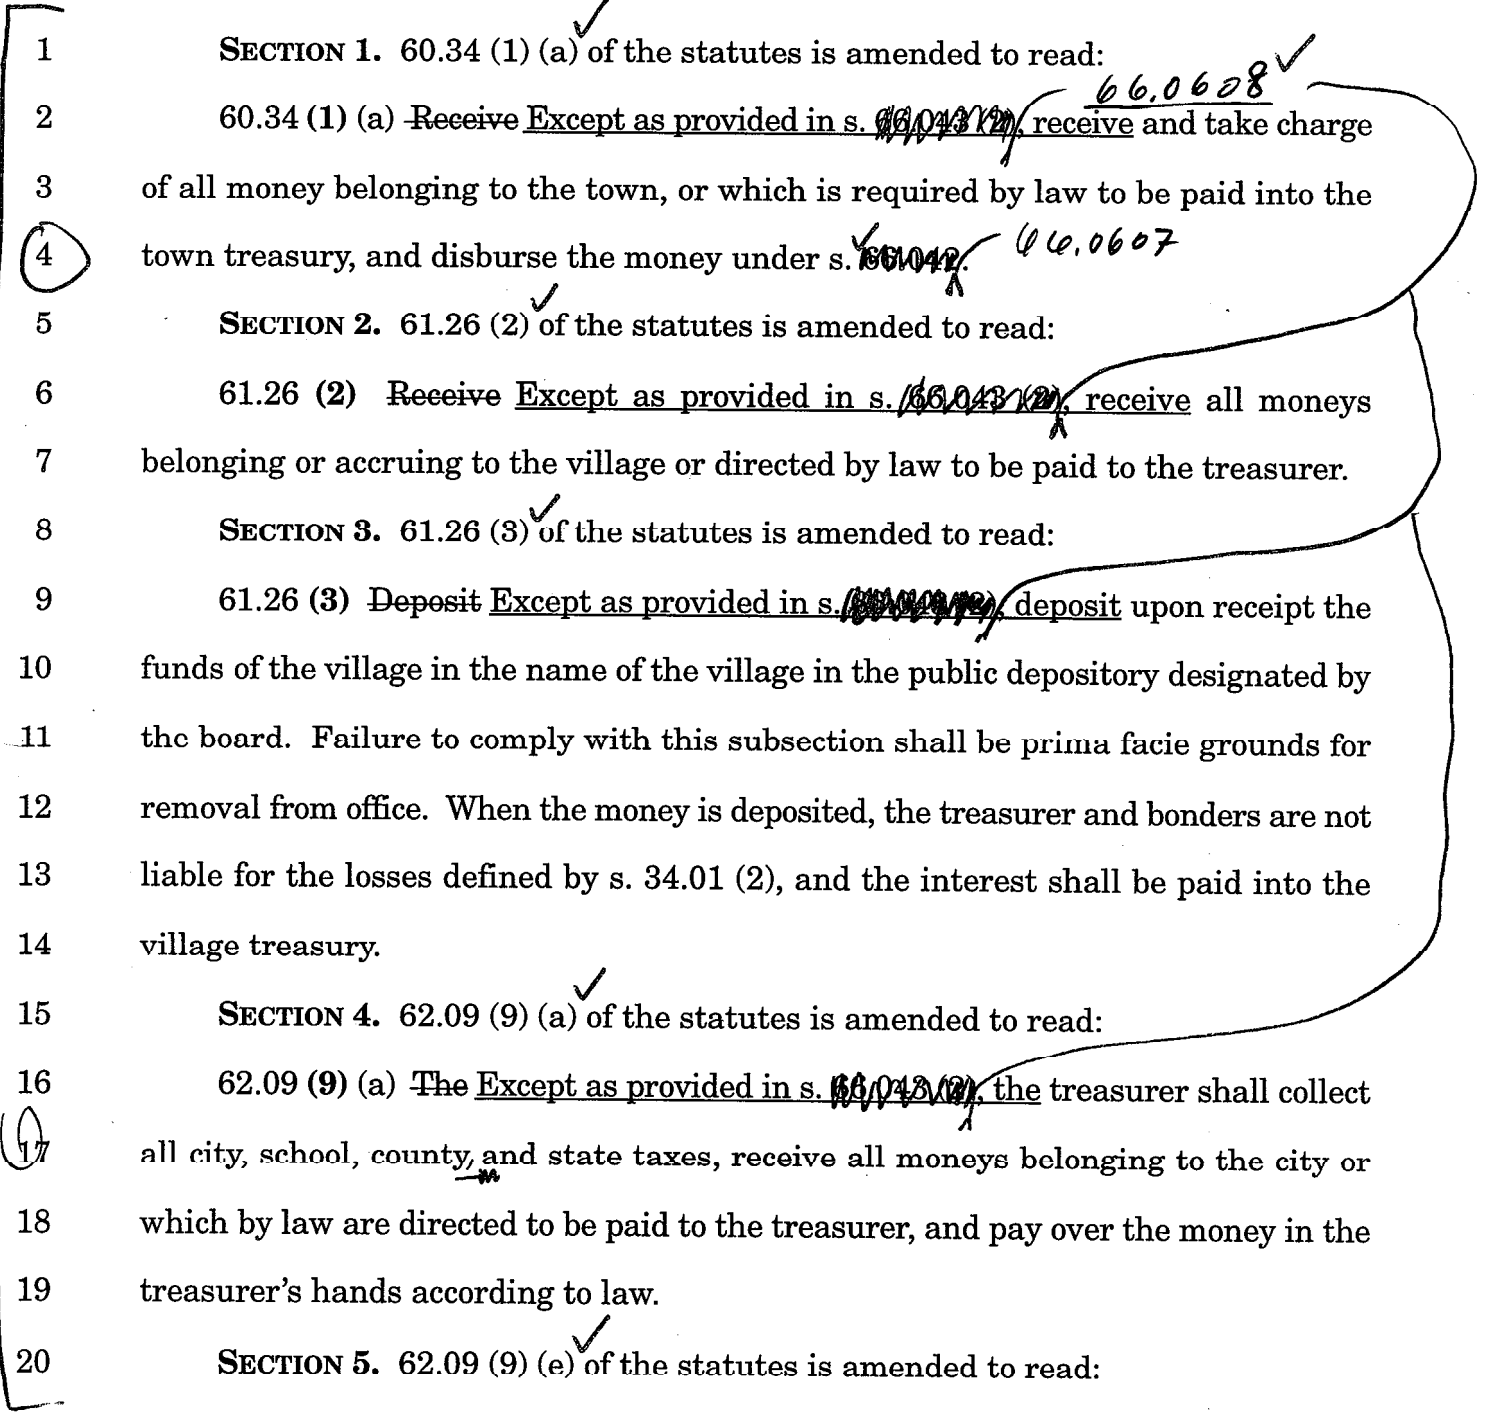 1 SECTION 1. 60.34 (1) (a) of the statutes is amended to read:
66.0608
2 60.34 (1) (a) Receive Except as provided in s. 66.043 (2), receive and take charge
3 of all money belonging to the town, or which is required by law to be paid into the
4 town treasury, and disburse the money under s. 66.042. 66.0607
5 SECTION 2. 61.26 (2) of the statutes is amended to read:
6 61.26 (2) Receive Except as provided in s. 66.043 (2), receive all moneys
7 belonging or accruing to the village or directed by law to be paid to the treasurer.
8 SECTION 3. 61.26 (3) of the statutes is amended to read:
9 61.26 (3) Deposit Except as provided in s. , deposit upon receipt the
10 funds of the village in the name of the village in the public depository designated by
11 the board. Failure to comply with this subsection shall be prima facie grounds for
12 removal from office. When the money is deposited, the treasurer and bonders are not
13 liable for the losses defined by s. 34.01 (2), and the interest shall be paid into the
14 village treasury.
15 SECTION 4. 62.09 (9) (a) of the statutes is amended to read:
16 62.09 (9) (a) The Except as provided in s. 66.043 (2), the treasurer shall collect
17 all city, school, county, and state taxes, receive all moneys belonging to the city or
18 which by law are directed to be paid to the treasurer, and pay over the money in the
19 treasurer's hands according to law.
20 SECTION 5. 62.09 (9) (e) of the statutes is amended to read: